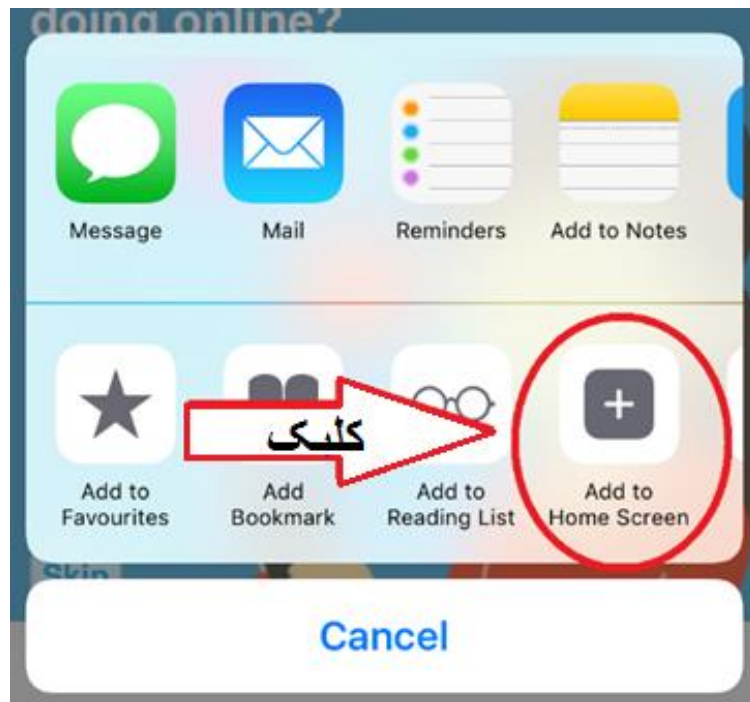 doing online?
Message
Mail
Reminders
Add to Notes
کلیک
Add to
Favourites
Add
Bookmark
Add to
Reading List
Add to
Home Screen
Skip
Cancel